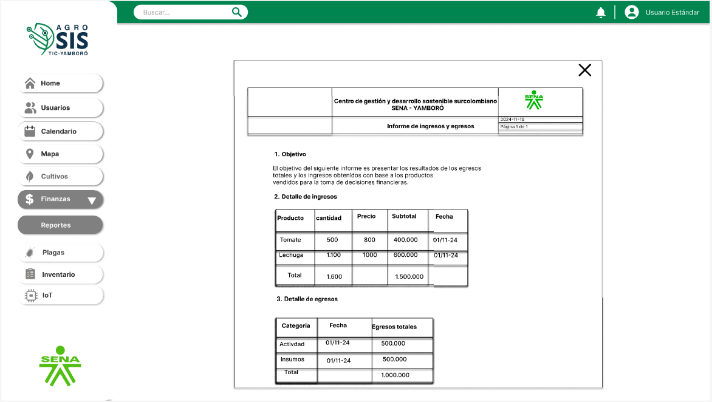 Buscar...
Usuario Estándar
AGRO
SIS
TIC-YAMBORÓ
Home
Usuarios
Calendario
Mapa
Cultivos
Finanzas
Reportes
Plagas
Inventario
IoT
SENA
Centro de gestión y desarrollo sostenible surcolombiano
SENA - YAMBORÓ
SENA
2024-11-18
Informe de ingresos y egresos
Página 1 de 1
1. Objetivo
El objetivo del siguiente informe es presentar los resultados de los egresos
totales y los ingresos obtenidos con base a los productos
vendidos para la toma de decisiones financieras.
2. Detalle de ingresos
Producto cantidad Precio Subtotal Fecha
Tomate 500 800 400.000 01/11-24
Lechuga 1.100 1000 600.000 01/11-24
Total 1.600 1.500.000
3. Detalle de egresos
Categoría Fecha Egresos totales
Actividad 01/11-24 500.000
Insumos 01/11-24 500.000
Total 1.000.000